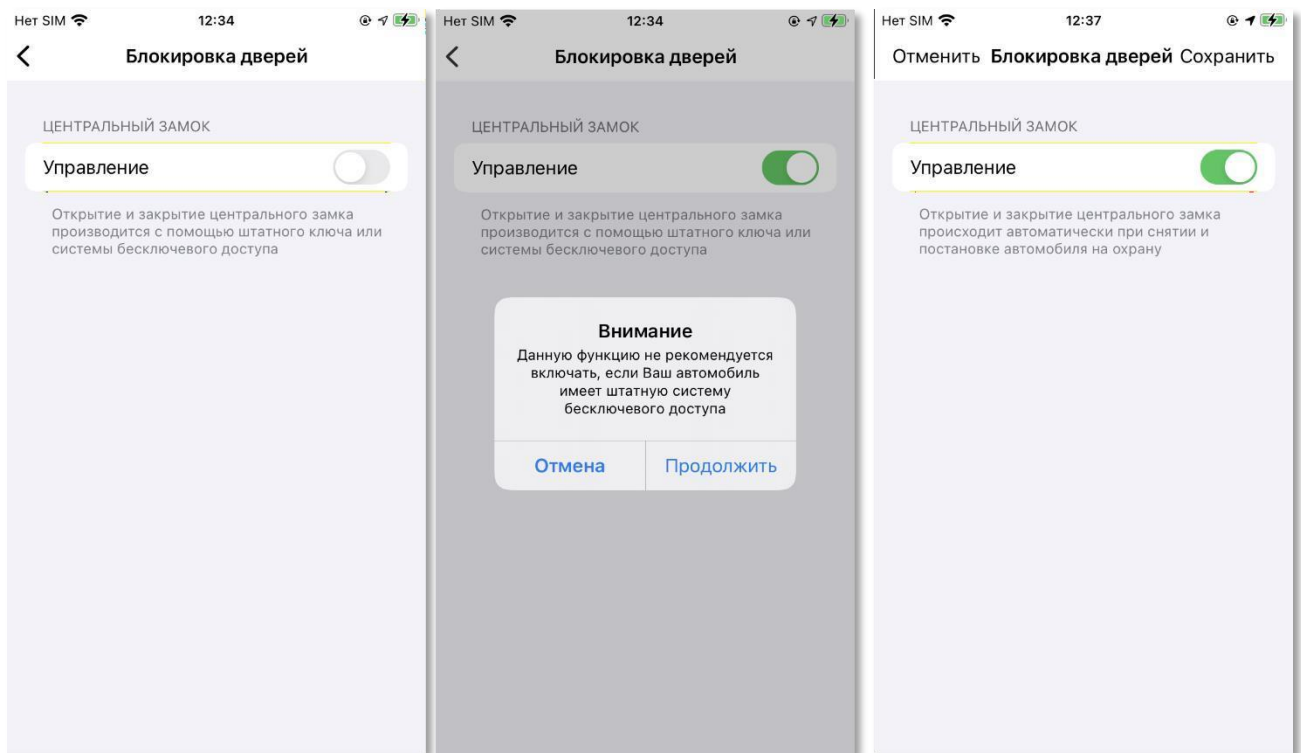 Нет SIM 12:34
Блокировка дверей
ЦЕНТРАЛЬНЫЙ ЗАМОК
Управление
Открытие и закрытие центрального замка
производится с помощью штатного ключа или
системы бесключевого доступа
Нет SIM 12:34
Блокировка дверей
ЦЕНТРАЛЬНЫЙ ЗАМОК
Управление
Открытие и закрытие центрального замка
производится с помощью штатного ключа или
системы бесключевого доступа
Внимание
Данную функцию не рекомендуется
включать, если Ваш автомобиль
имеет штатную систему
бесключевого доступа
Отмена Продолжить
Нет SIM 12:37
Отменить Блокировка дверей Сохранить
ЦЕНТРАЛЬНЫЙ ЗАМОК
Управление
Открытие и закрытие центрального замка
происходит автоматически при снятии и
постановке автомобиля на охрану